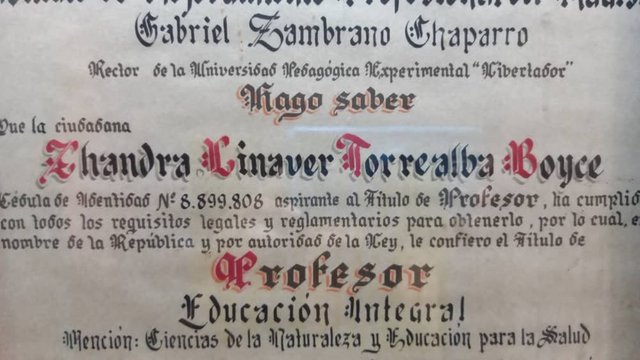 Gabriel Zambrano Chaparro
Rector de la Universidad Pedagógica Experimental "Libertador"
Hago saber
Que la ciudadana
Zhandra Linaver Torrealba Boyce
Cédula de Identidad Nº 8.899.808 aspirante al Título de Profesor, ha cumplido
con todos los requisitos legales y reglamentarios para obtenerlo, por lo cual, e
nombre de la República y por autoridad de la Ley, le confiero el Título de
Profesor
Educación Integral
Mención: Ciencias de la Naturaleza y Educación para la Salud